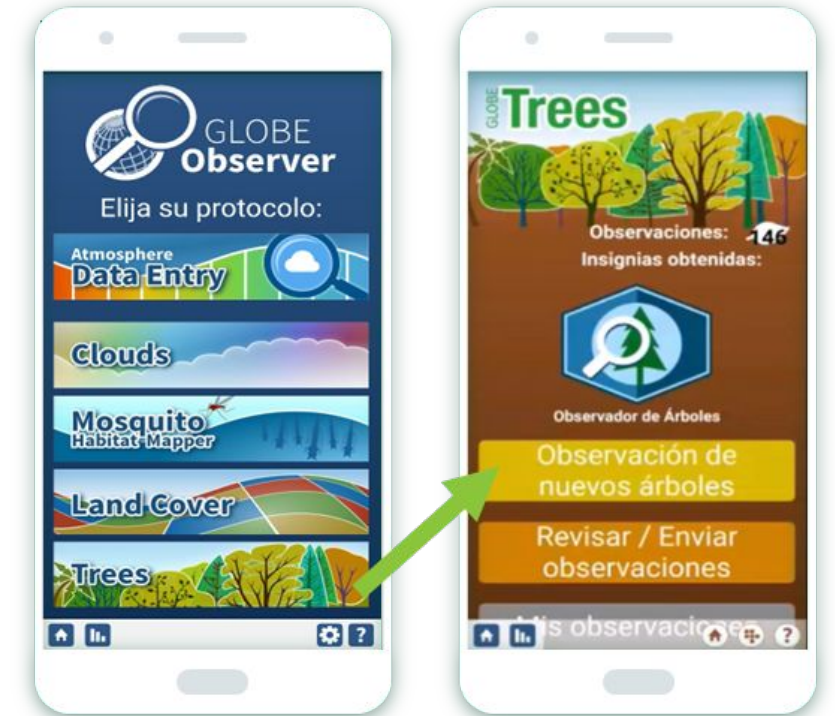 GLOBE
Observer
Elija su protocolo:
Atmosphere
Data Entry
Clouds
Mosquito
Habitat Mapper
Land Cover
Trees
?
GLOBE
Trees
Observaciones: 146
Insignias obtenidas:
Observador de Árboles
Observación de
nuevos árboles
Revisar / Enviar
observaciones
Mis observaciones
?